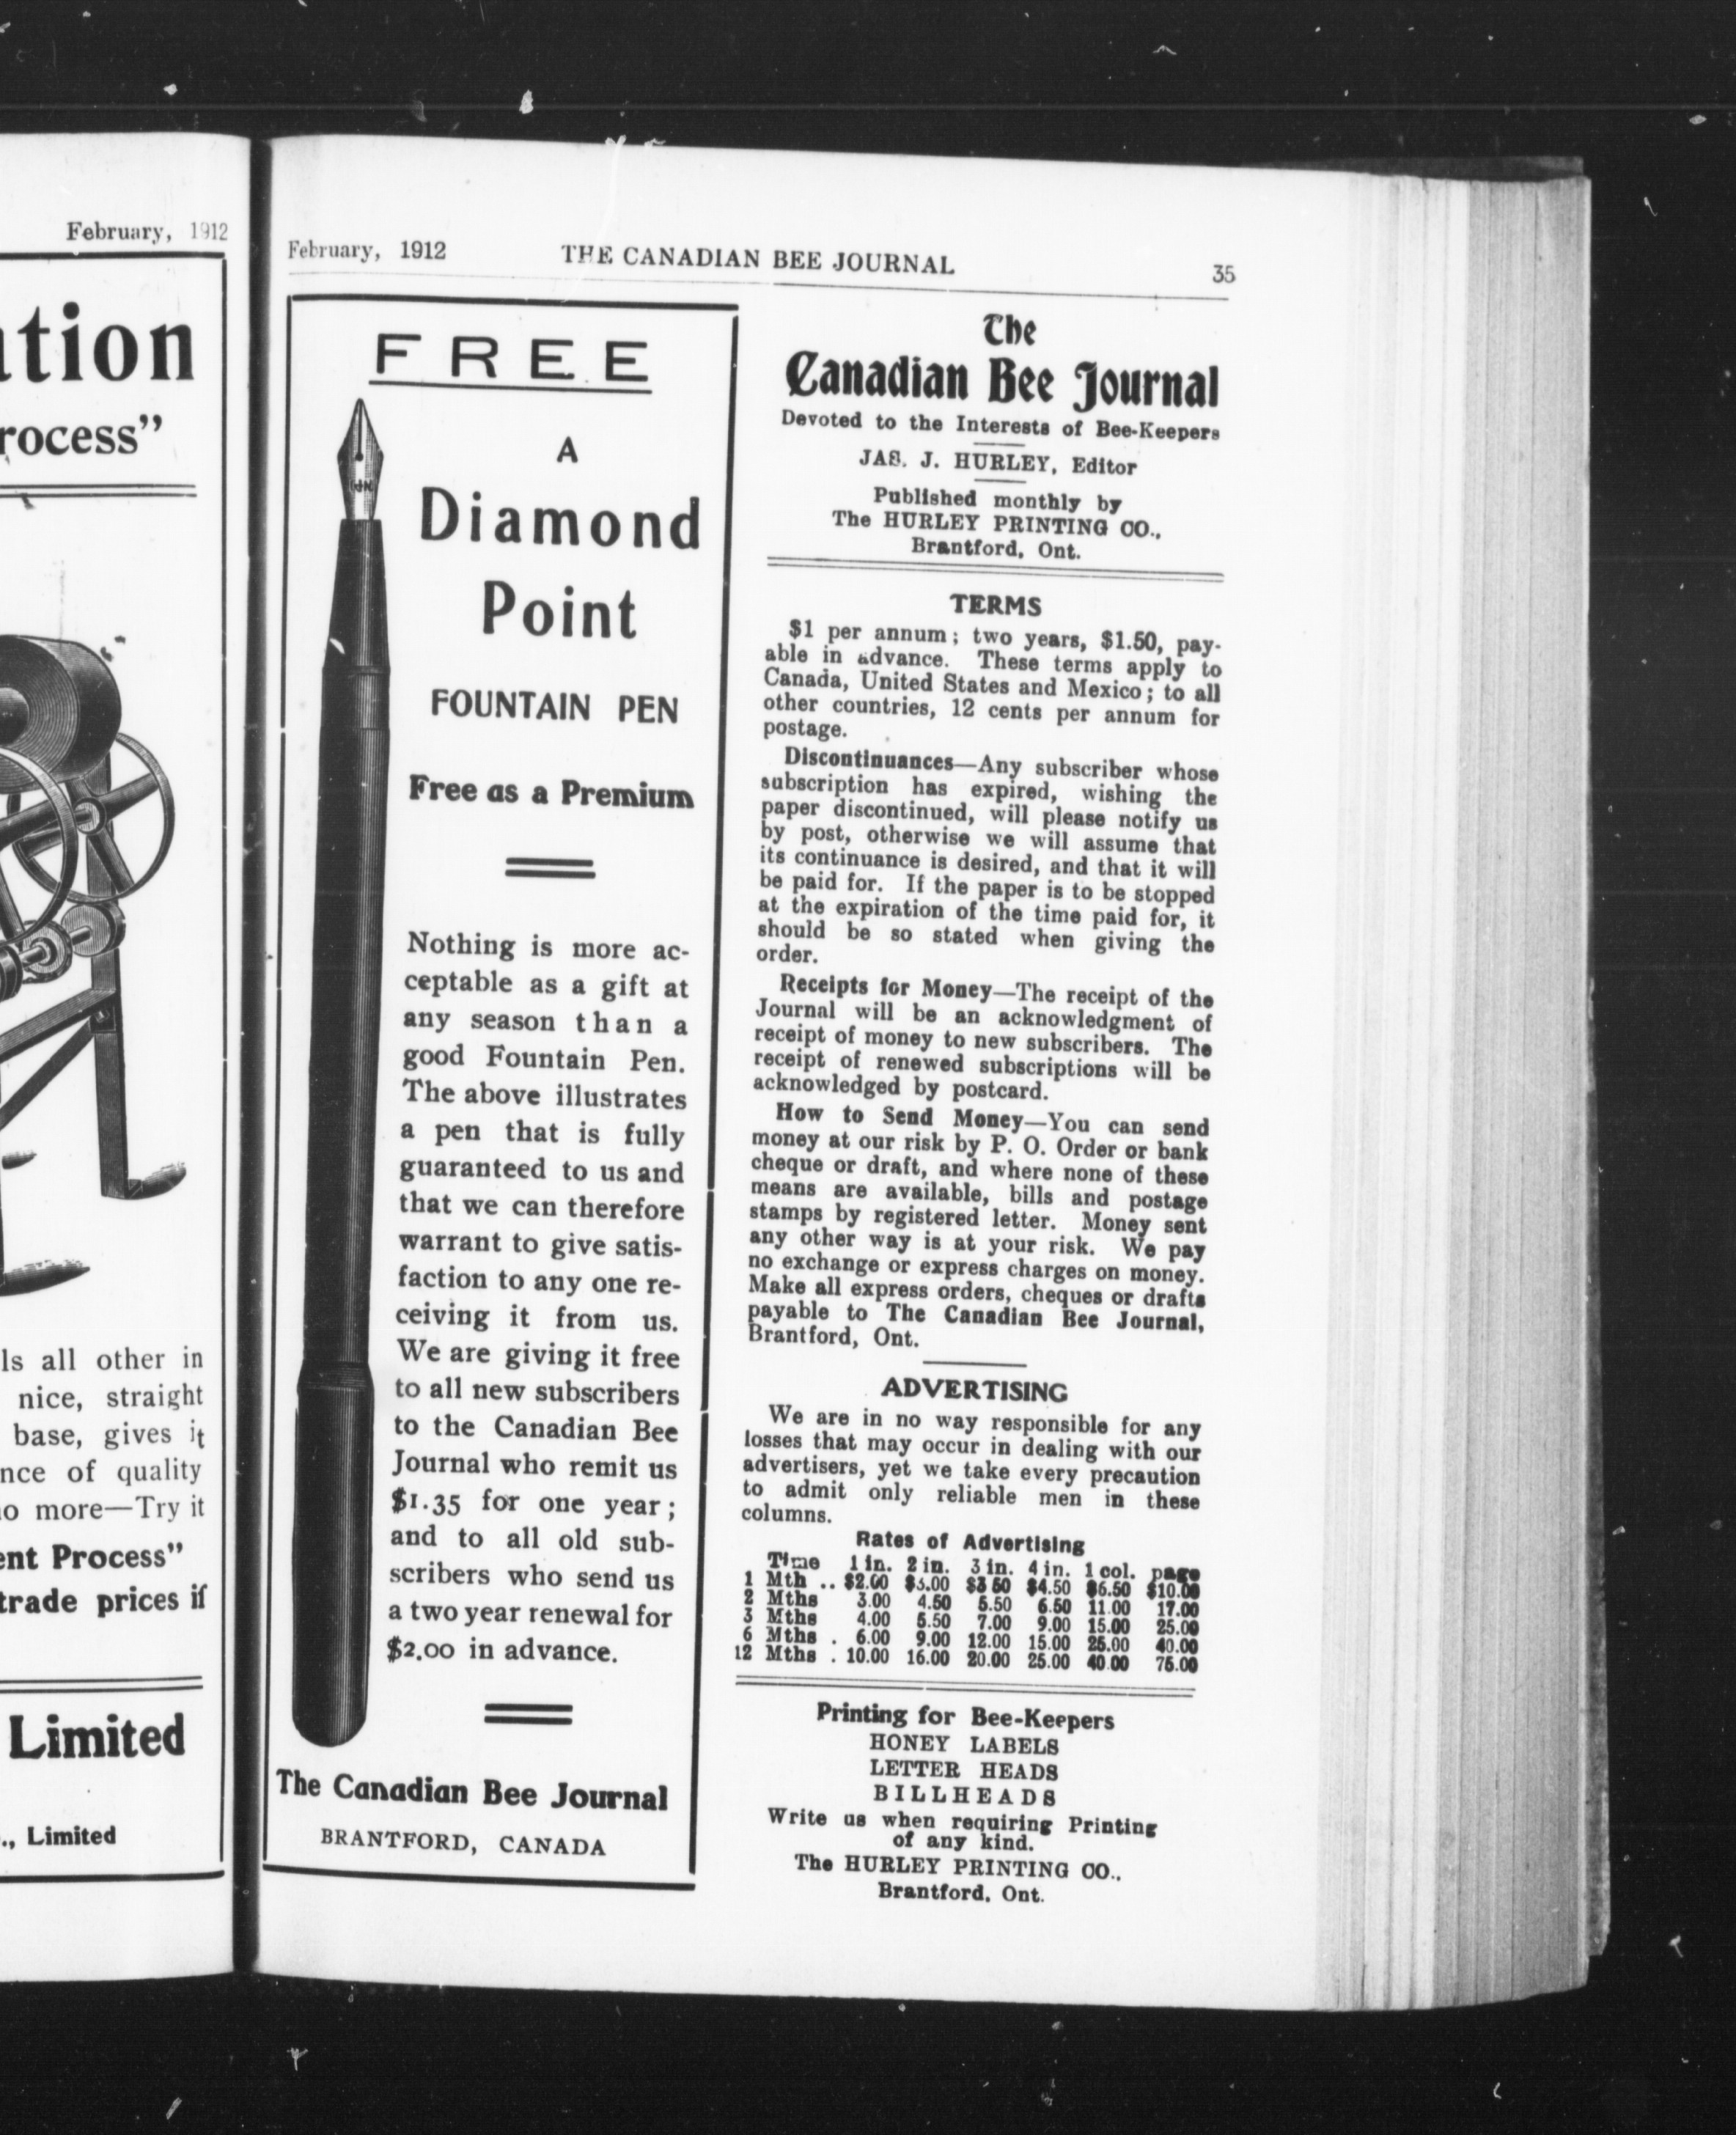 February, 1912
ation
rocess”
ls all other in
nice, straight
base, gives it
nce of quality
no more—Try it
ent Process”
trade prices if
Limited
., Limited
February, 1912 THE CANADIAN BEE JOURNAL 35
FREE
A
Diamond
Point
FOUNTAIN PEN
Free as a Premium
Nothing is more ac-
ceptable as a gift at
any season than a
good Fountain Pen.
The above illustrates
a pen that is fully
guaranteed to us and
that we can therefore
warrant to give satis-
faction to any one re-
ceiving it from us.
We are giving it free
to all new subscribers
to the Canadian Bee
Journal who remit us
$1.35 for one year;
and to all old sub-
scribers who send us
a two year renewal for
$2.00 in advance.
The Canadian Bee Journal
BRANTFORD, CANADA
The
Canadian Bee Journal
Devoted to the Interests of Bee-Keepers
JAS. J. HURLEY, Editor
Published monthly by
The HURLEY PRINTING CO.,
Brantford, Ont.
TERMS
$1 per annum; two years, $1.50, pay-
able in advance. These terms apply to
Canada, United States and Mexico; to all
other countries, 12 cents per annum for
postage.
Discontinuances—Any subscriber whose
subscription has expired, wishing the
paper discontinued, will please notify us
by post, otherwise we will assume that
its continuance is desired, and that it will
be paid for. If the paper is to be stopped
at the expiration of the time paid for, it
should be so stated when giving the
order.
Receipts for Money—The receipt of the
Journal will be an acknowledgment of
receipt of money to new subscribers. The
receipt of renewed subscriptions will be
acknowledged by postcard.
How to Send Money—You can send
money at our risk by P. O. Order or bank
cheque or draft, and where none of these
means are available, bills and postage
stamps by registered letter. Money sent
any other way is at your risk. We pay
no exchange or express charges on money.
Make all express orders, cheques or drafts
payable to The Canadian Bee Journal,
Brantford, Ont.
ADVERTISING
We are in no way responsible for any
losses that may occur in dealing with our
advertisers, yet we take every precaution
to admit only reliable men in these
columns.
Rates of Advertising
Time 1 in. 2 in. 3 in. 4 in. 1 col. page
1 Mth .. $2.00 $3.00 $3 50 $4.50 $6.50 $10.00
2 Mths 3.00 4.50 5.50 6.50 11.00 17.00
3 Mths 4.00 5.50 7.00 9.00 15.00 25.00
6 Mths . 6.00 9.00 12.00 15.00 25.00 40.00
12 Mths . 10.00 16.00 20.00 25.00 40.00 75.00
Printing for Bee-Keepers
HONEY LABELS
LETTER HEADS
BILLHEADS
Write us when requiring Printing
of any kind.
The HURLEY PRINTING CO.,
Brantford, Ont.